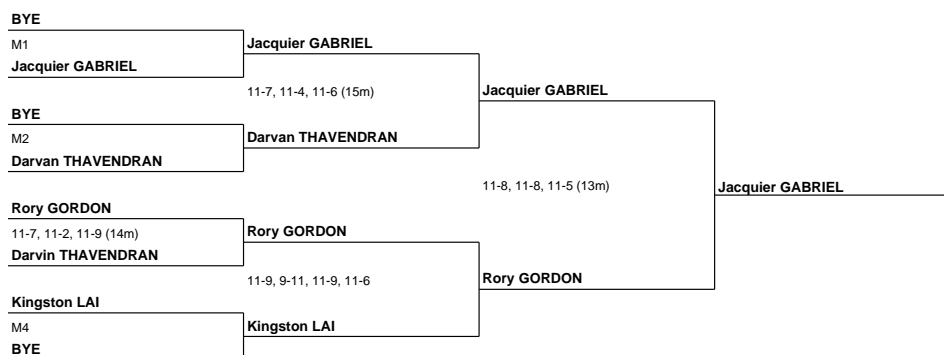 BYE
M1
Jacquier GABRIEL
BYE
M2
Darvan THAVENDRAN
Rory GORDON
11-7, 11-2, 11-9 (14m)
Darvin THAVENDRAN
Kingston LAI
M4
BYE
Jacquier GABRIEL
11-7, 11-4, 11-6 (15m)
Darvan THAVENDRAN
Rory GORDON
11-9, 9-11, 11-9, 11-6
Kingston LAI
Jacquier GABRIEL
11-8, 11-8, 11-5 (13m)
Rory GORDON
Jacquier GABRIEL